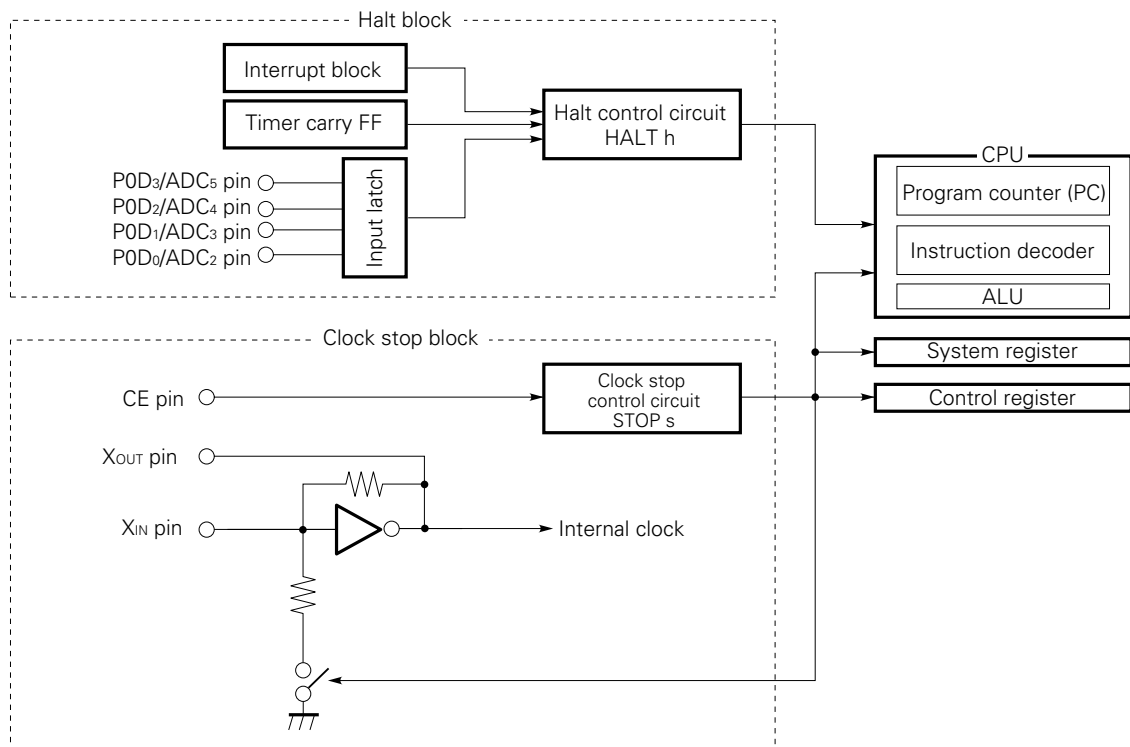 Halt block
Interrupt block
Timer carry FF
Halt control circuit
HALT h
P0D3/ADC5 pin
P0D2/ADC4 pin
P0D1/ADC3 pin
P0D0/ADC2 pin
Input latch
CPU
Program counter (PC)
Instruction decoder
ALU
System register
Control register
Clock stop block
CE pin
Clock stop
control circuit
STOP s
XOUT pin
XIN pin
Internal clock